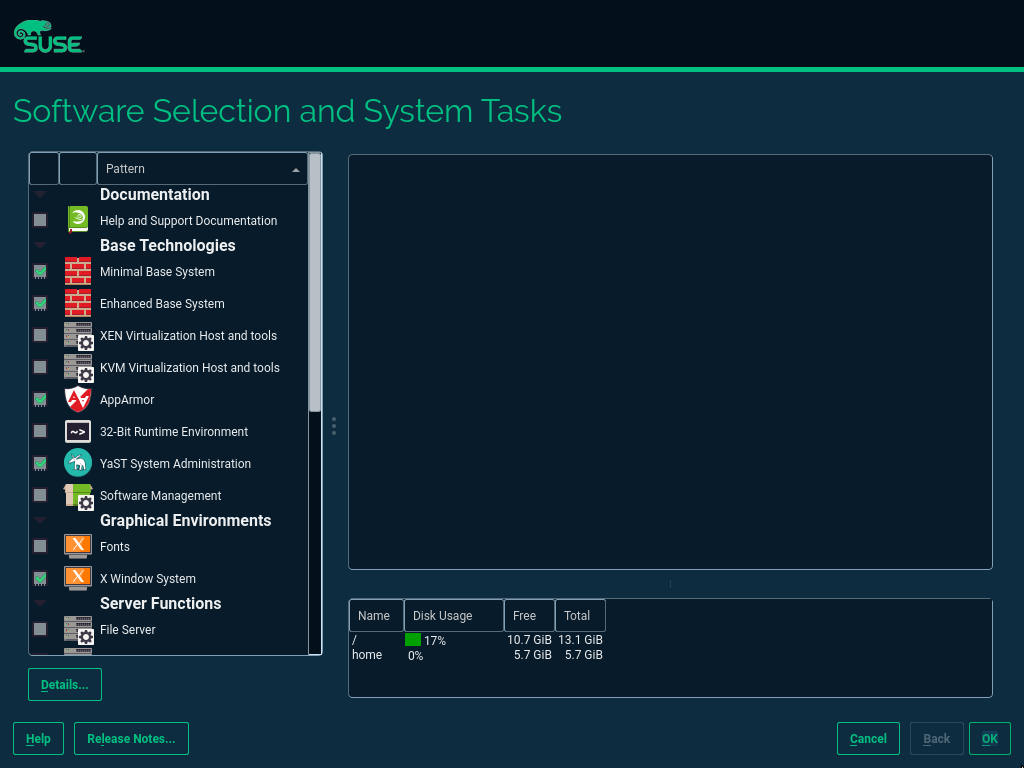 SUSE
Software Selection and System Tasks
Pattern
Documentation
Help and Support Documentation
Base Technologies
Minimal Base System
Enhanced Base System
XEN Virtualization Host and tools
KVM Virtualization Host and tools
AppArmor
32-Bit Runtime Environment
YaST System Administration
Software Management
Graphical Environments
Fonts
X Window System
Server Functions
File Server
Name Disk Usage Free Total
/ 17% 10.7 GiB 13.1 GiB
home 0% 5.7 GiB 5.7 GiB
Details...
Help Release Notes... Cancel Back OK